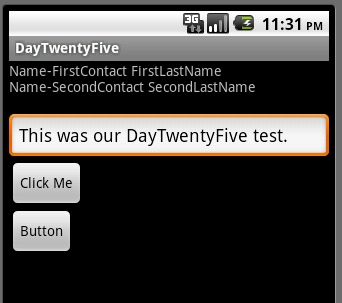 3G 11:31 PM
DayTwentyFive
Name-FirstContact FirstLastName
Name-SecondContact SecondLastName
This was our DayTwentyFive test.
Click Me
Button